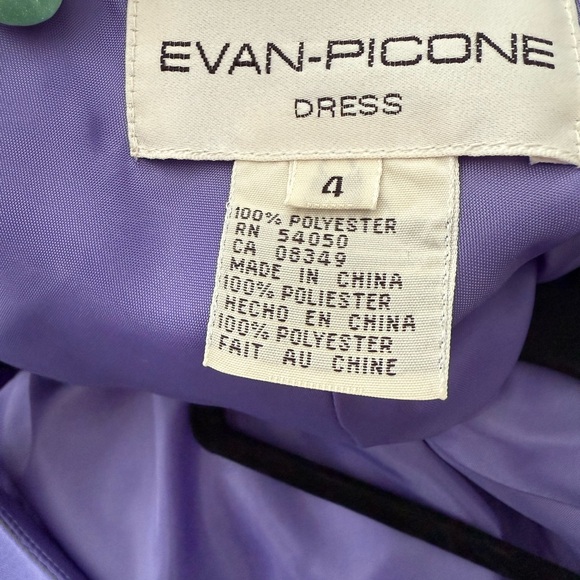 EVAN-PICONE
DRESS
4
100% POLYESTER
RN 54050
CA 08349
MADE IN CHINA
100% POLIESTER
HECHO EN CHINA
100% POLYESTER
FAIT AU CHINE